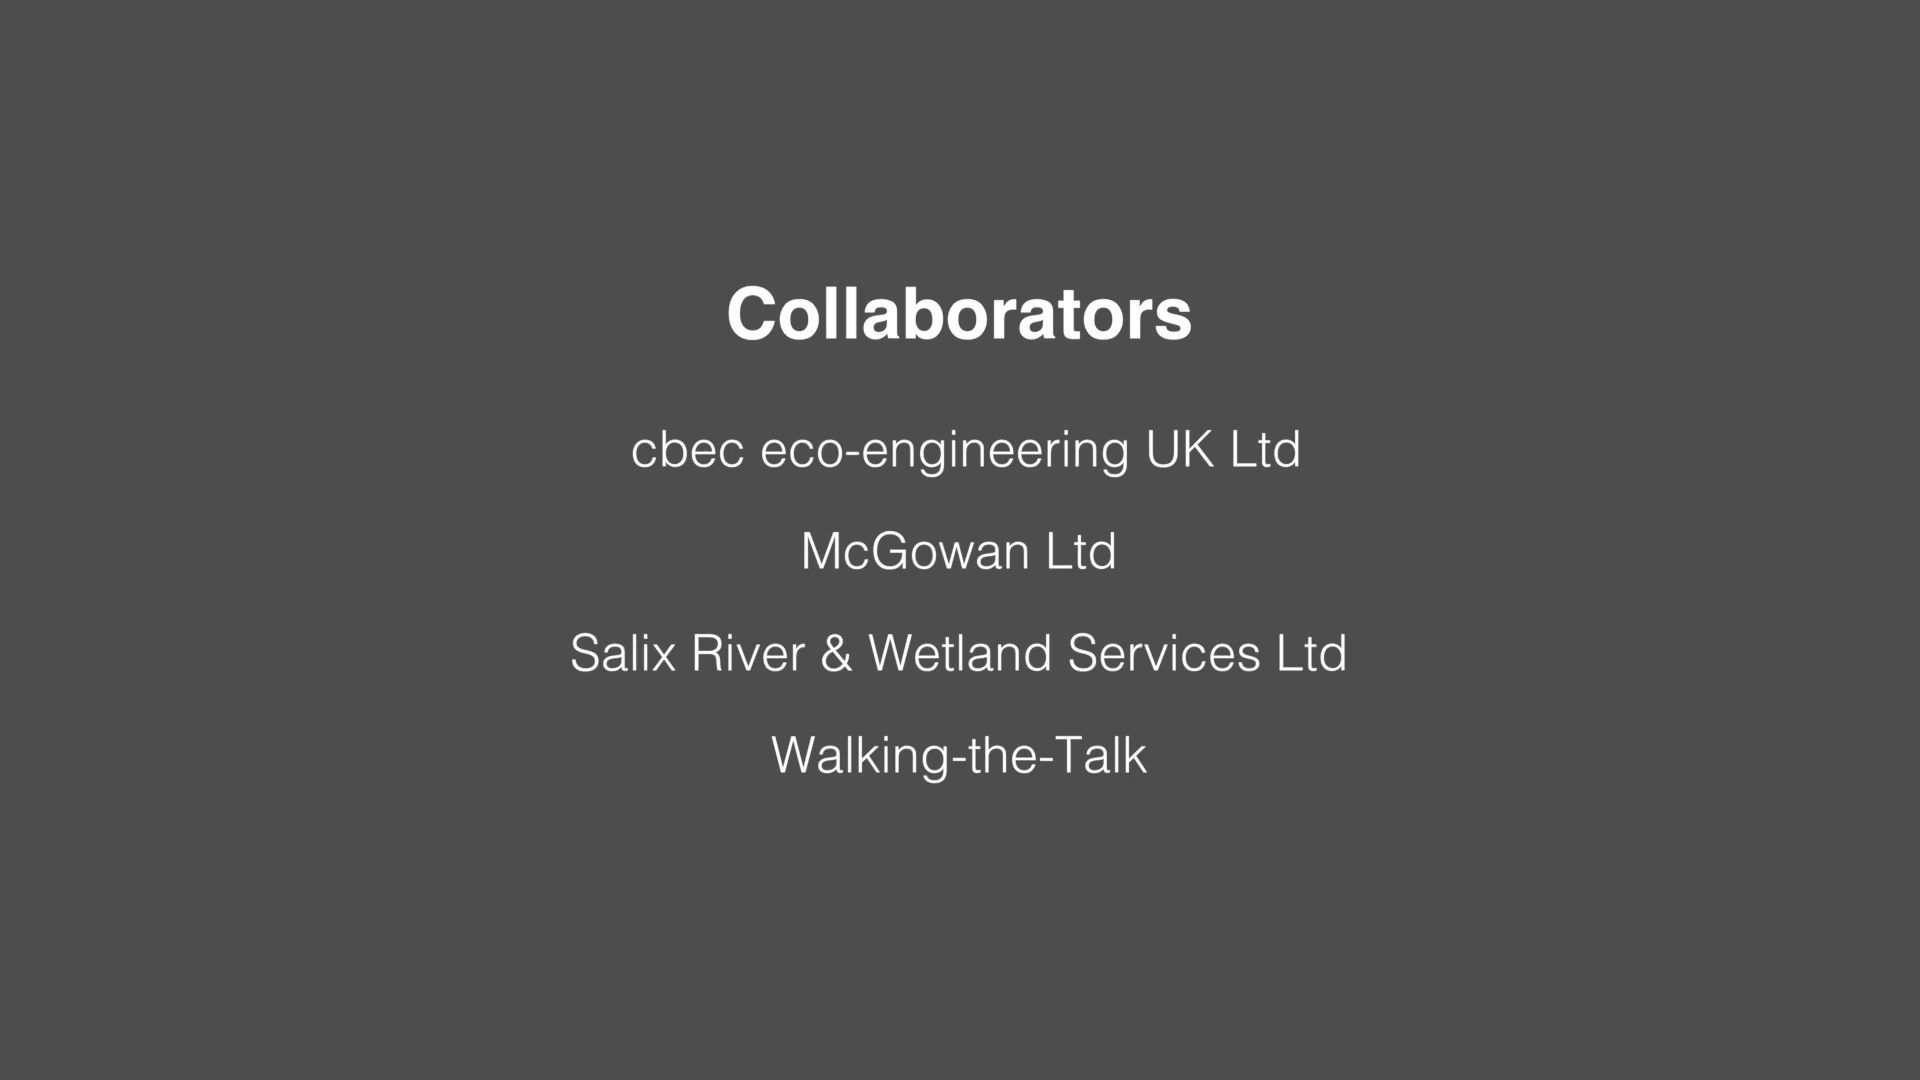 Collaborators
cbec eco-engineering UK Ltd
McGowan Ltd
Salix River & Wetland Services Ltd
Walking-the-Talk